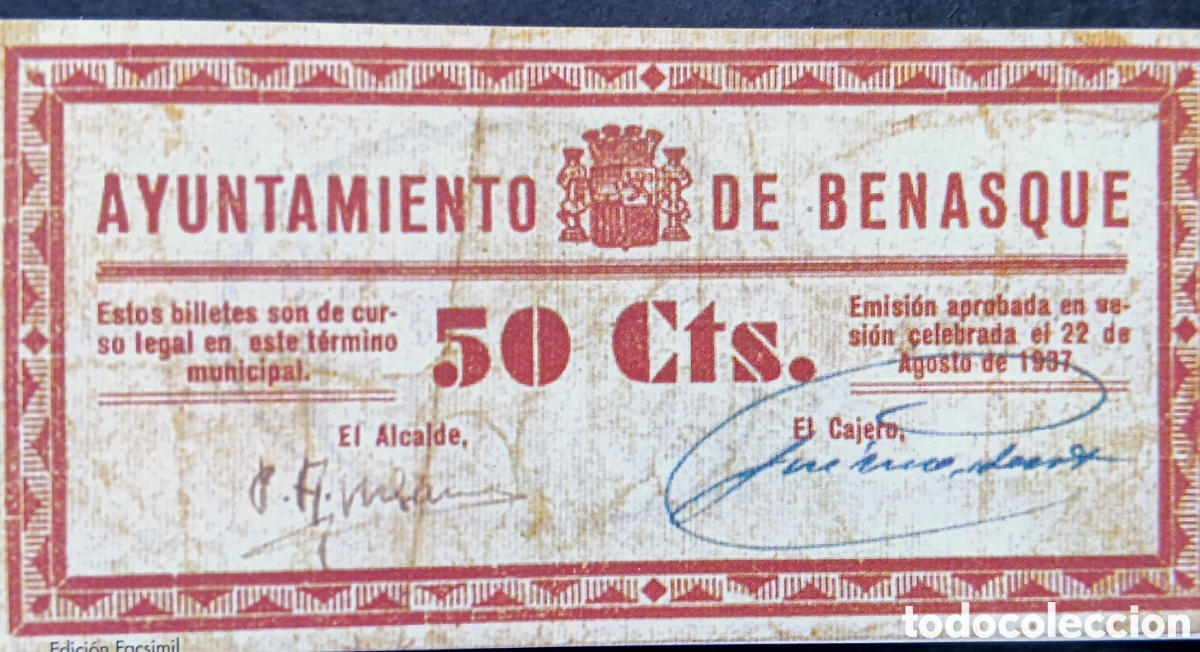 AYUNTAMIENTO DE BENASQUE
Estos billetes son de cur-
so legal en este término
municipal.
50 Cts.
Emisión aprobada en se-
sión celebrada el 22 de
Agosto de 1937
El Alcalde,
El Cajero,
P. A.
Edición Facsimil
todocoleccion